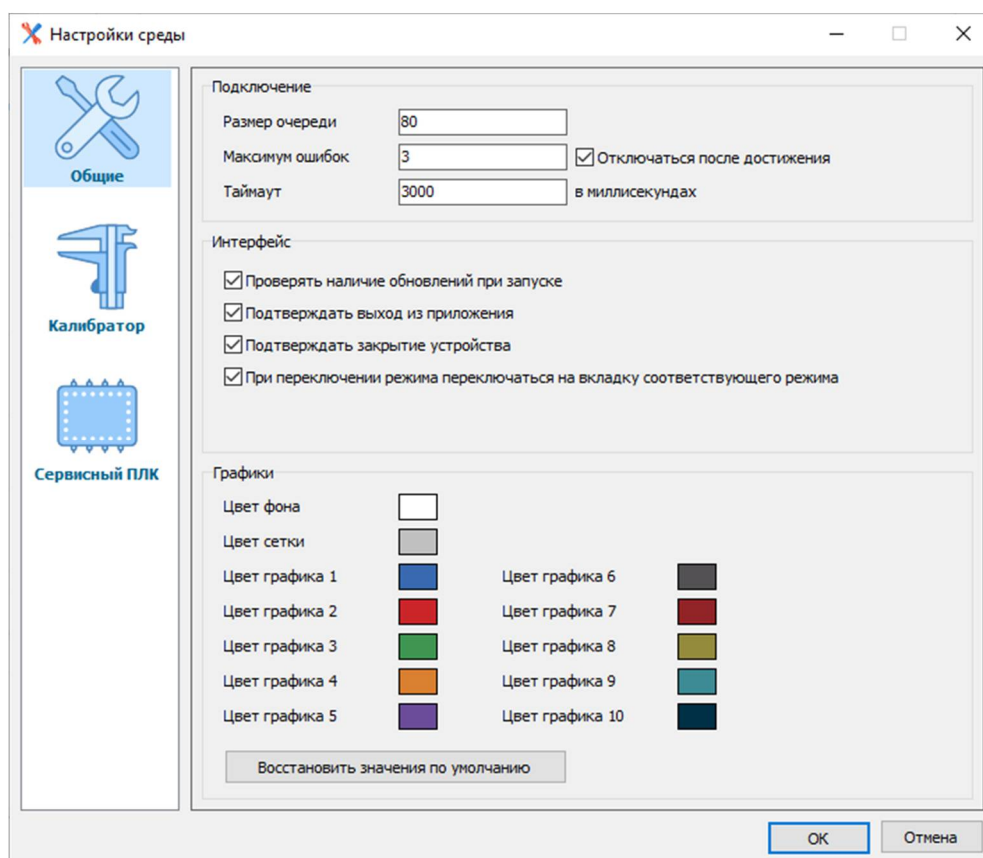 Настройки среды
Общие
Калибратор
Сервисный ПЛК
Подключение
Размер очереди 80
Максимум ошибок 3 Отключаться после достижения
Таймаут 3000 в миллисекундах
Интерфейс
Проверять наличие обновлений при запуске
Подтверждать выход из приложения
Подтверждать закрытие устройства
При переключении режима переключаться на вкладку соответствующего режима
Графики
Цвет фона
Цвет сетки
Цвет графика 1 Цвет графика 6
Цвет графика 2 Цвет графика 7
Цвет графика 3 Цвет графика 8
Цвет графика 4 Цвет графика 9
Цвет графика 5 Цвет графика 10
Восстановить значения по умолчанию
OK Отмена